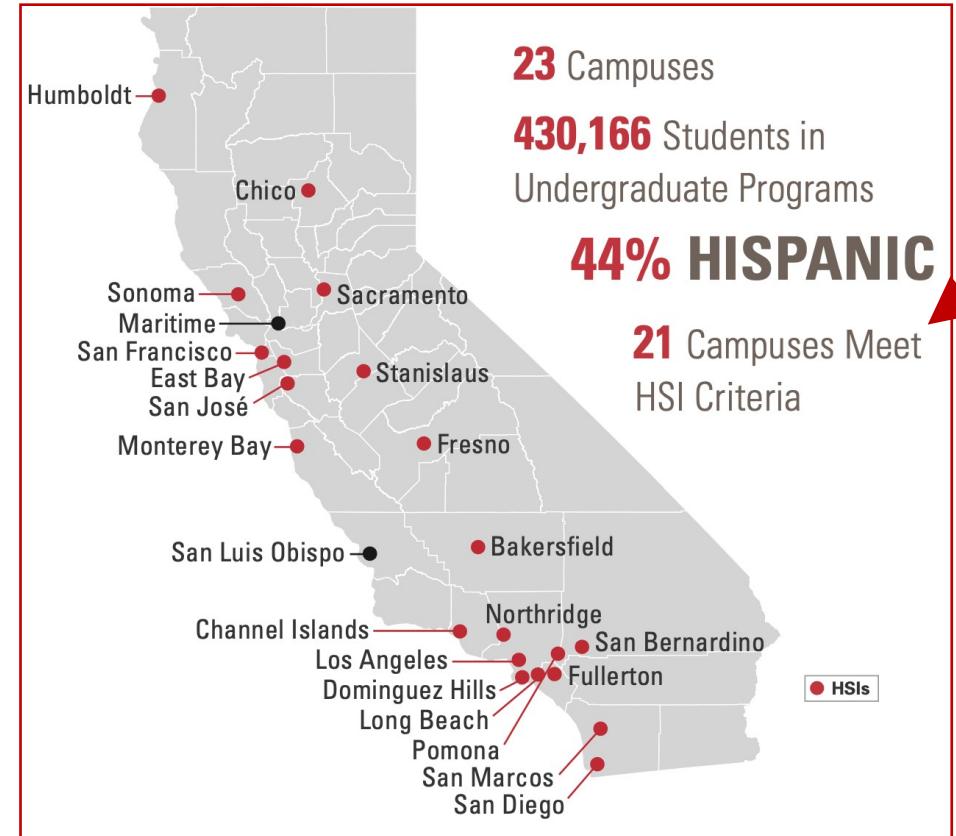 23 Campuses
430,166 Students in
Undergraduate Programs
44% HISPANIC
21 Campuses Meet
HSI Criteria
Humboldt
Chico
Sonoma
Sacramento
Maritime
San Francisco
East Bay
Stanislaus
San José
Monterey Bay
Fresno
San Luis Obispo
Bakersfield
Northridge
Channel Islands
San Bernardino
Los Angeles
Fullerton
Dominguez Hills
HSIs
Long Beach
Pomona
San Marcos
San Diego